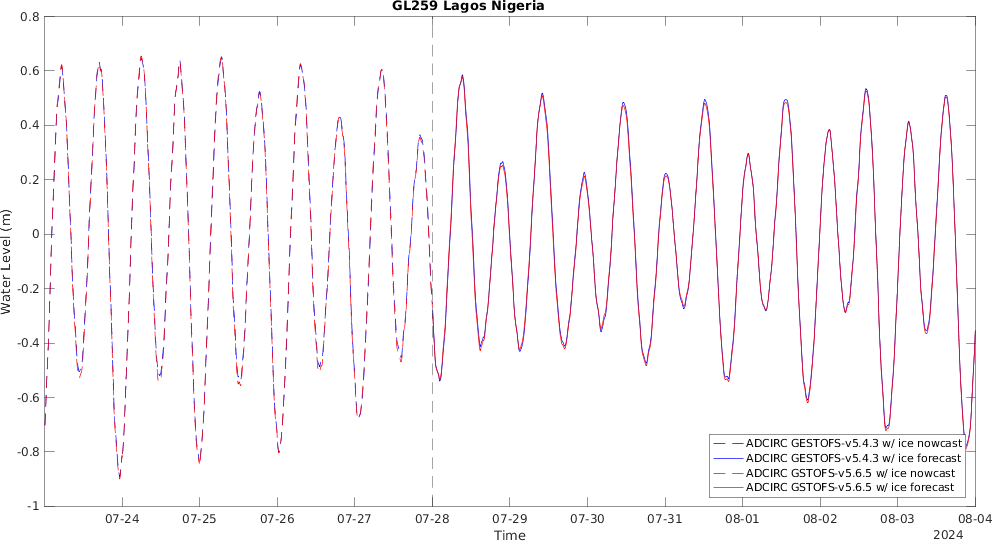 GL259 Lagos Nigeria
0.8
0.6
0.4
0.2
0
-0.2
-0.4
-0.6
-0.8
-1
Water Level (m)
ADCIRC GESTOFS-v5.4.3 w/ ice nowcast
ADCIRC GESTOFS-v5.4.3 w/ ice forecast
ADCIRC GSTOFS-v5.6.5 w/ ice nowcast
ADCIRC GSTOFS-v5.6.5 w/ ice forecast
07-24 07-25 07-26 07-27 07-28 07-29 07-30 07-31 08-01 08-02 08-03 08-04
Time
2024